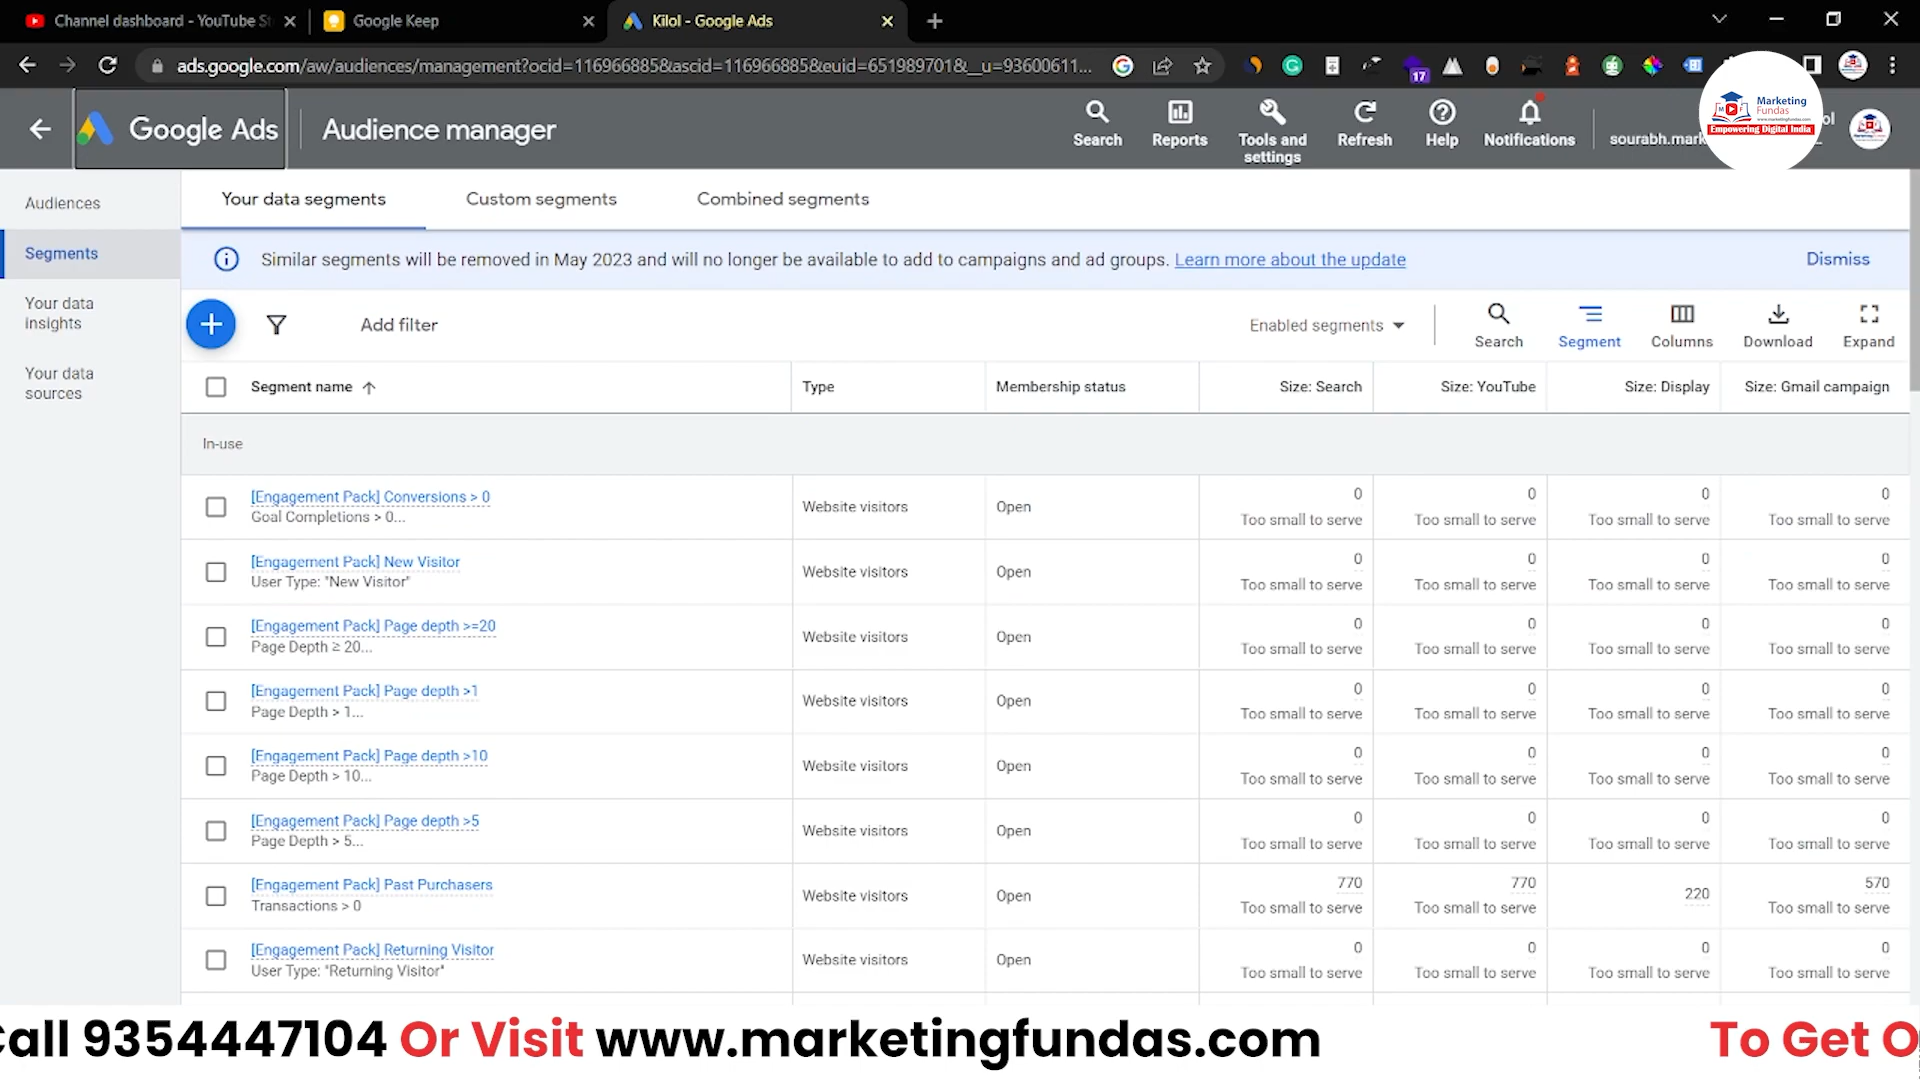 Channel dashboard - YouTube St
Google Keep
Kilol - Google Ads
ads.google.com/aw/audiences/management?ocid=116966885&ascid=116966885&euid=651989701&__u=93600611...
17
Google Ads
Audience manager
Search
Reports
Tools and settings
Refresh
Help
Notifications
sourabh.mark
Marketing
Fundas
www.marketingfundas.com
Empowering Digital India
Audiences
Segments
Your data insights
Your data sources
Your data segments
Custom segments
Combined segments
Similar segments will be removed in May 2023 and will no longer be available to add to campaigns and ad groups. Learn more about the update
Dismiss
Add filter
Enabled segments
Search
Segment
Columns
Download
Expand
Segment name
Type
Membership status
Size: Search
Size: YouTube
Size: Display
Size: Gmail campaign
In-use
[Engagement Pack] Conversions > 0
Goal Completions > 0...
Website visitors
Open
0
Too small to serve
0
Too small to serve
0
Too small to serve
0
Too small to serve
[Engagement Pack] New Visitor
User Type: "New Visitor"
Website visitors
Open
0
Too small to serve
0
Too small to serve
0
Too small to serve
0
Too small to serve
[Engagement Pack] Page depth >=20
Page Depth ≥ 20...
Website visitors
Open
0
Too small to serve
0
Too small to serve
0
Too small to serve
0
Too small to serve
[Engagement Pack] Page depth >1
Page Depth > 1...
Website visitors
Open
0
Too small to serve
0
Too small to serve
0
Too small to serve
0
Too small to serve
[Engagement Pack] Page depth >10
Page Depth > 10...
Website visitors
Open
0
Too small to serve
0
Too small to serve
0
Too small to serve
0
Too small to serve
[Engagement Pack] Page depth >5
Page Depth > 5...
Website visitors
Open
0
Too small to serve
0
Too small to serve
0
Too small to serve
0
Too small to serve
[Engagement Pack] Past Purchasers
Transactions > 0
Website visitors
Open
770
Too small to serve
770
Too small to serve
220
570
Too small to serve
[Engagement Pack] Returning Visitor
User Type: "Returning Visitor"
Website visitors
Open
0
Too small to serve
0
Too small to serve
0
Too small to serve
0
Too small to serve
Call 9354447104 Or Visit www.marketingfundas.com
To Get O